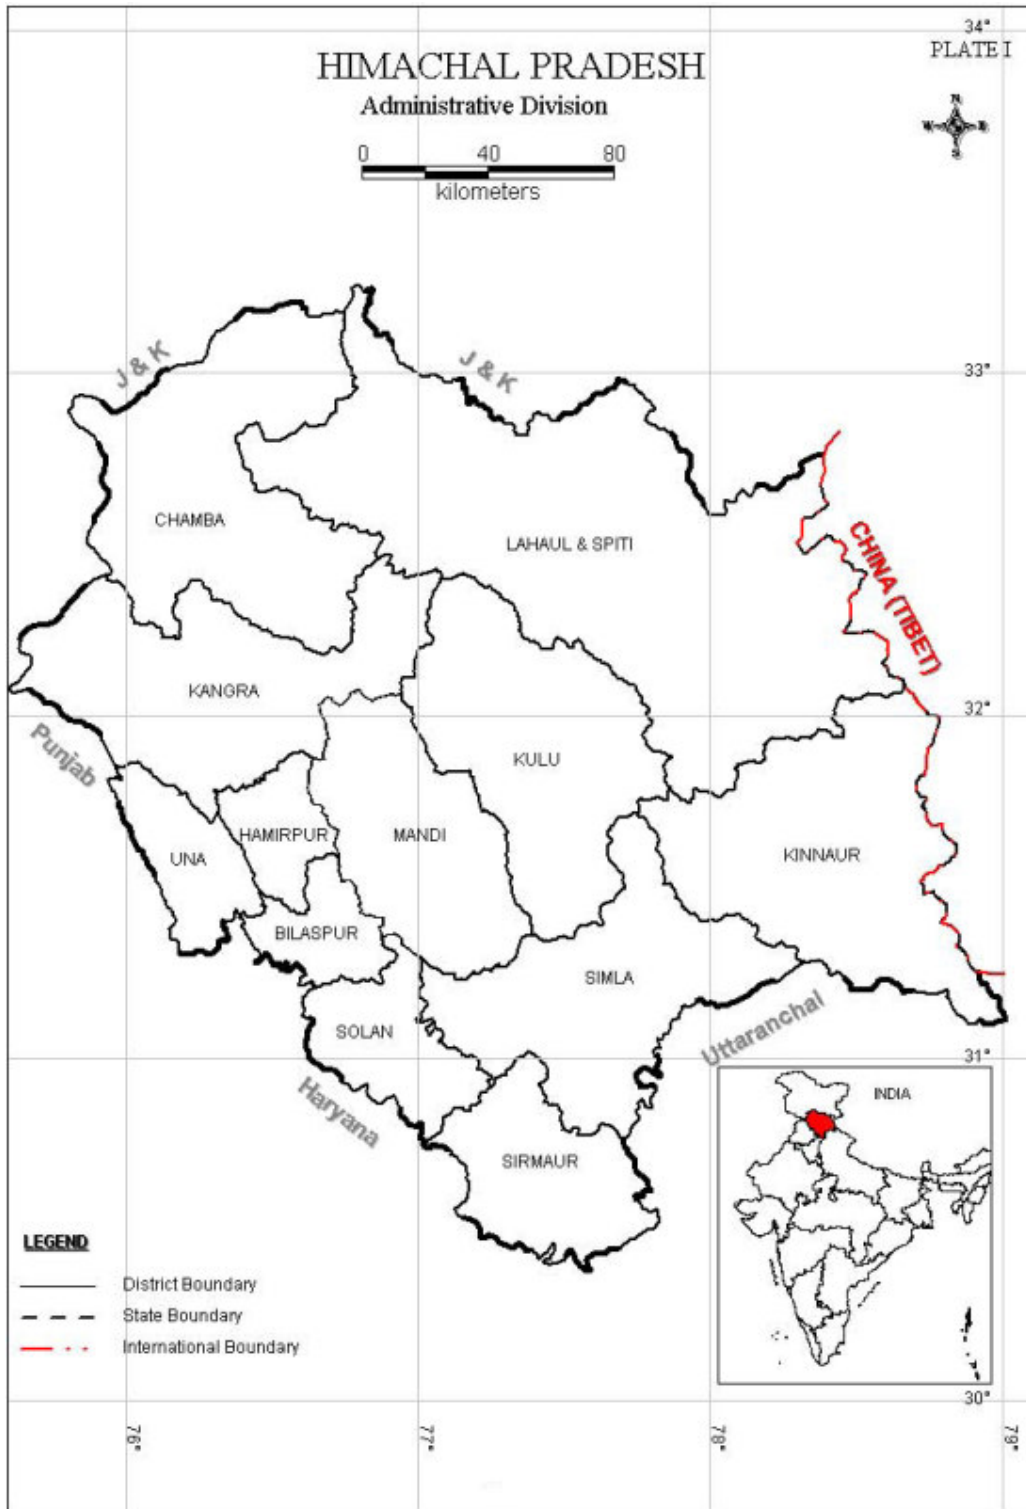 34°
PLATE I
HIMACHAL PRADESH
Administrative Division
N
W E
S
0 40 80
kilometers
J & K
J & K
33°
CHAMBA
LAHAUL & SPITI
CHINA (TIBET)
KANGRA
32°
Punjab
KULU
HAMIRPUR
MANDI
UNA
KINNAUR
BILASPUR
SIMLA
SOLAN
Uttaranchal
31°
Haryana
INDIA
SIRMAUR
LEGEND
District Boundary
State Boundary
International Boundary
30°
76°
77°
78°
79°